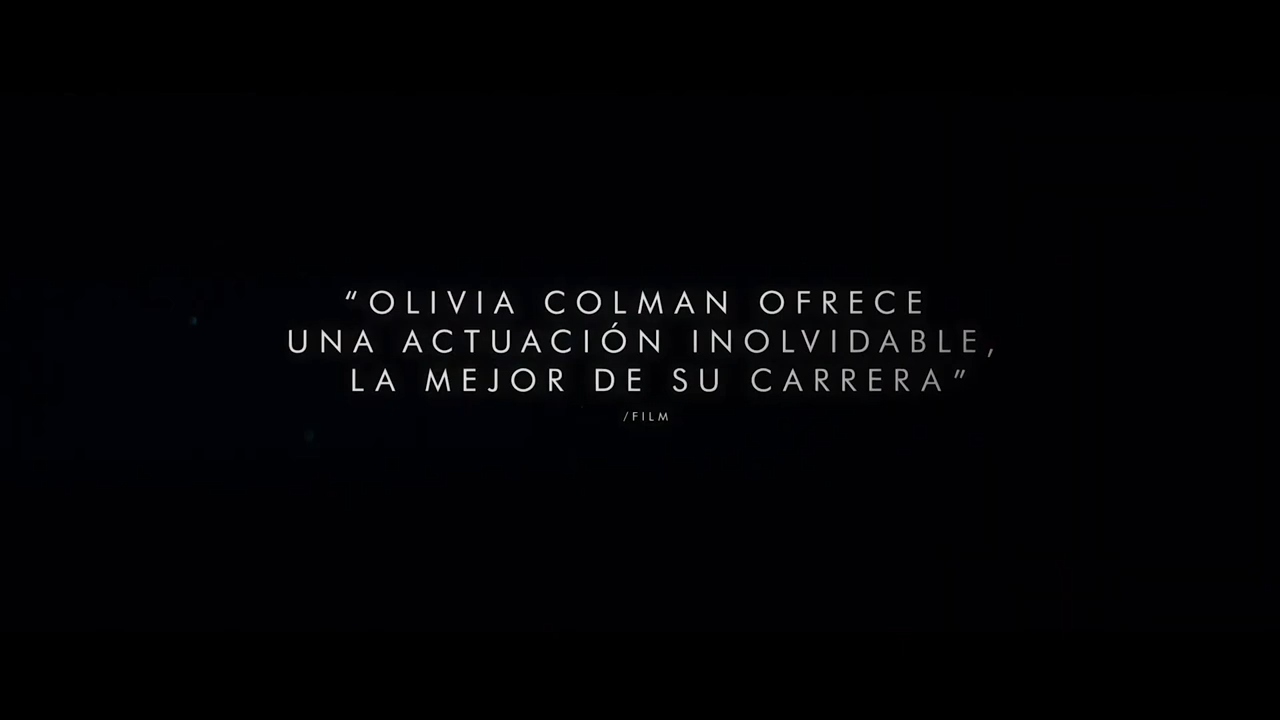 “OLIVIA COLMAN OFRECE
UNA ACTUACIÓN INOLVIDABLE,
LA MEJOR DE SU CARRERA”
/FILM